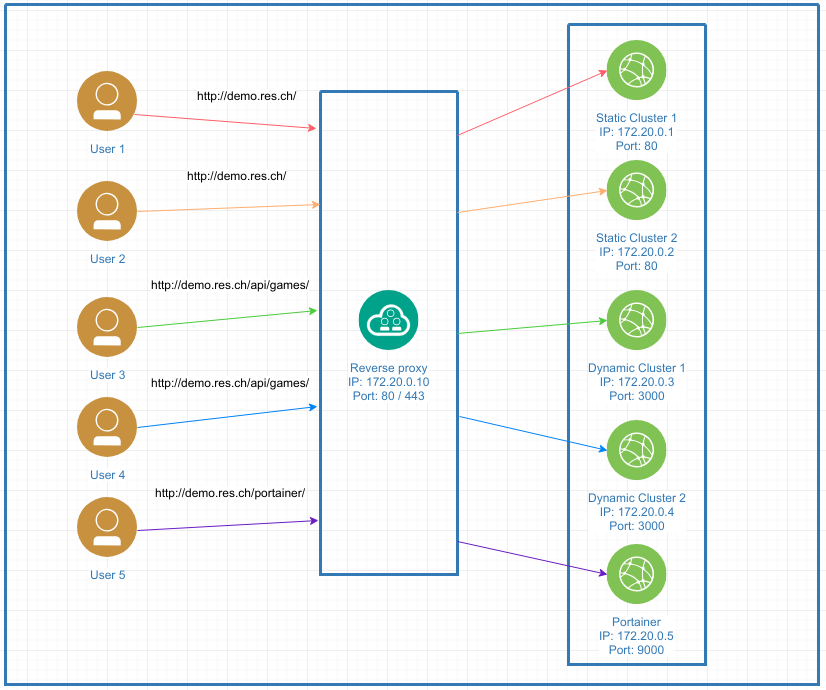 http://demo.res.ch/
User 1
http://demo.res.ch/
User 2
http://demo.res.ch/api/games/
User 3
http://demo.res.ch/api/games/
User 4
http://demo.res.ch/portainer/
User 5
Reverse proxy
IP: 172.20.0.10
Port: 80 / 443
Static Cluster 1
IP: 172.20.0.1
Port: 80
Static Cluster 2
IP: 172.20.0.2
Port: 80
Dynamic Cluster 1
IP: 172.20.0.3
Port: 3000
Dynamic Cluster 2
IP: 172.20.0.4
Port: 3000
Portainer
IP: 172.20.0.5
Port: 9000